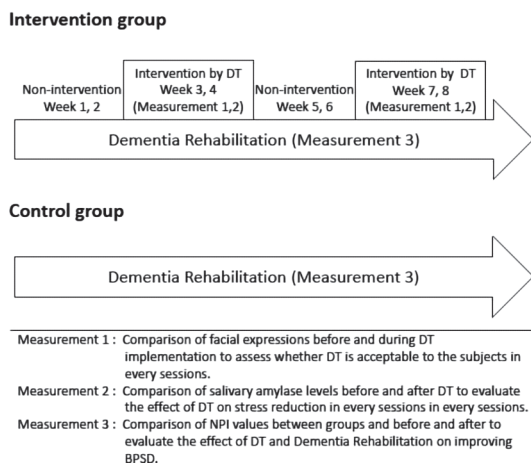 Intervention group
Non-intervention
Week 1, 2
Intervention by DT
Week 3, 4
(Measurement 1,2)
Non-intervention
Week 5, 6
Intervention by DT
Week 7, 8
(Measurement 1,2)
Dementia Rehabilitation (Measurement 3)
Control group
Dementia Rehabilitation (Measurement 3)
Measurement 1 : Comparison of facial expressions before and during DT
implementation to assess whether DT is acceptable to the subjects in
every sessions.
Measurement 2 : Comparison of salivary amylase levels before and after DT to evaluate
the effect of DT on stress reduction in every sessions in every sessions.
Measurement 3 : Comparison of NPI values between groups and before and after to
evaluate the effect of DT and Dementia Rehabilitation on improving
BPSD.